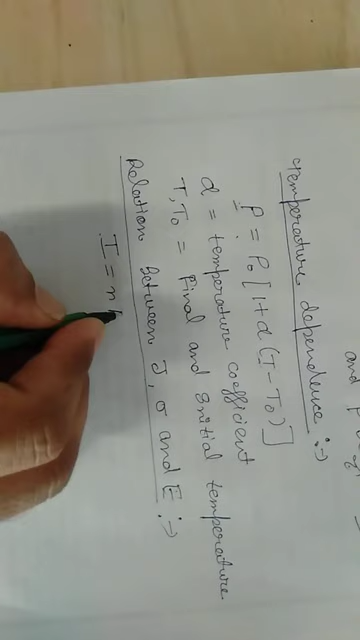 Temperature dependence :->
ρ = ρ₀ [1+α(T-T₀)]
α = temperature coefficient
T, T₀ = Final and Initial temperature
Relation between J, σ and E :->
I = n